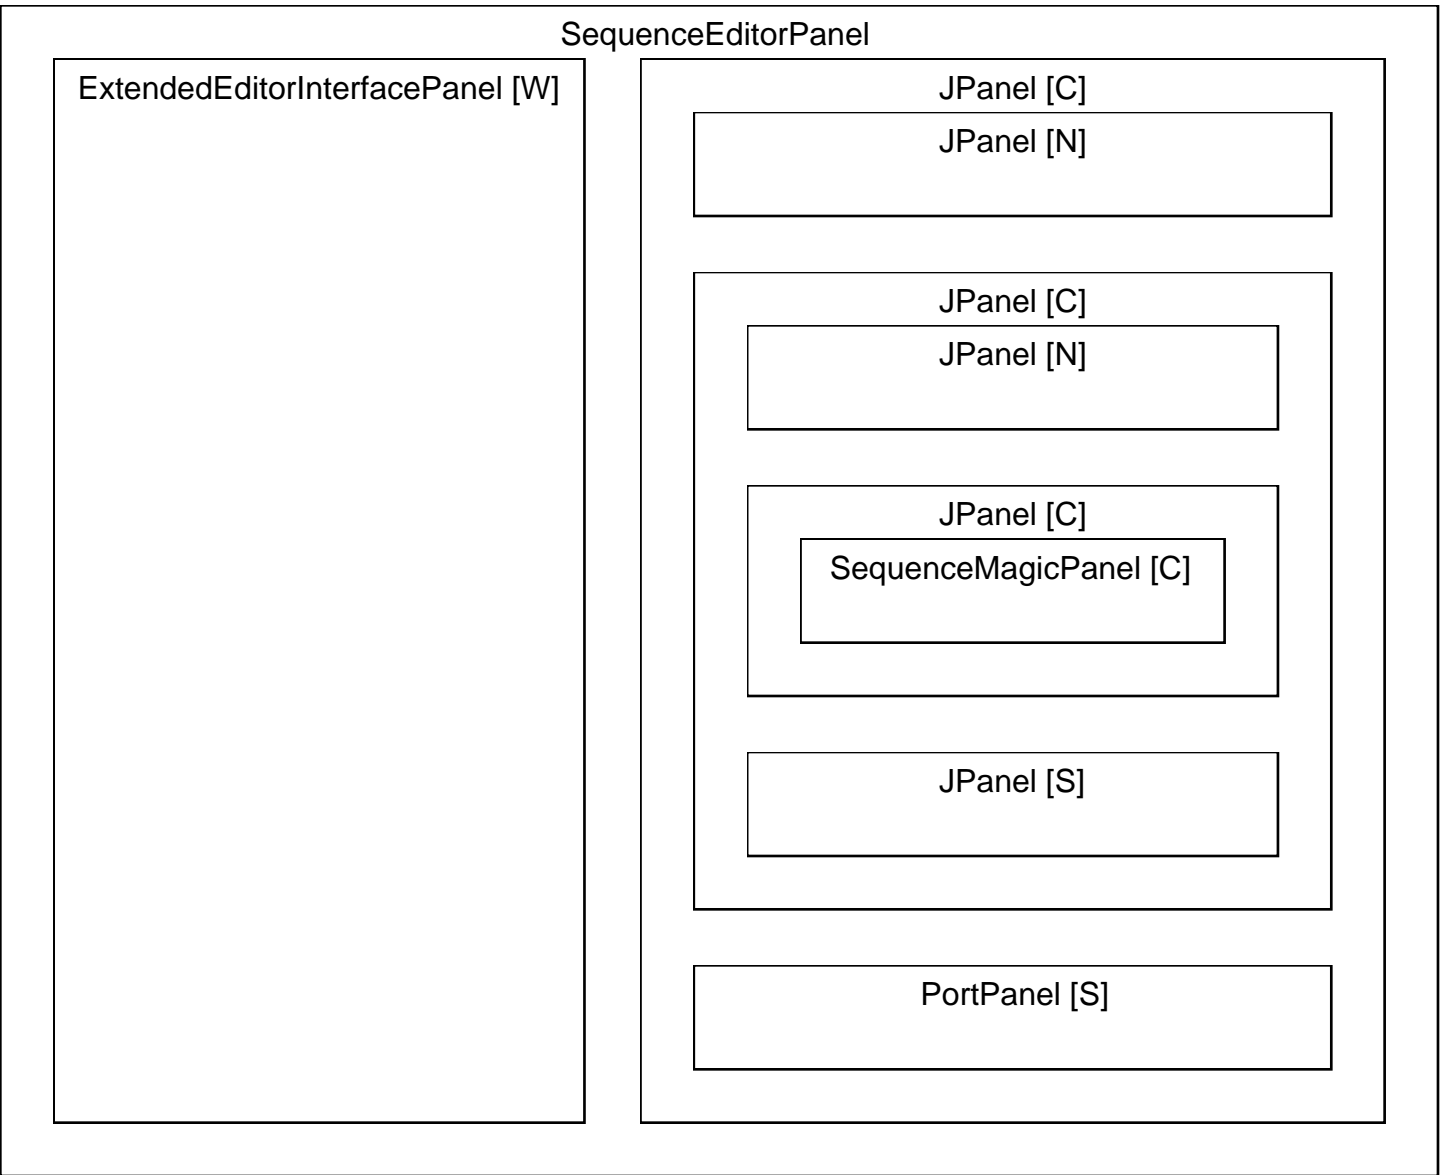 SequenceEditorPanel
ExtendedEditorInterfacePanel [W]
JPanel [C]
JPanel [N]
JPanel [C]
JPanel [N]
JPanel [C]
SequenceMagicPanel [C]
JPanel [S]
PortPanel [S]